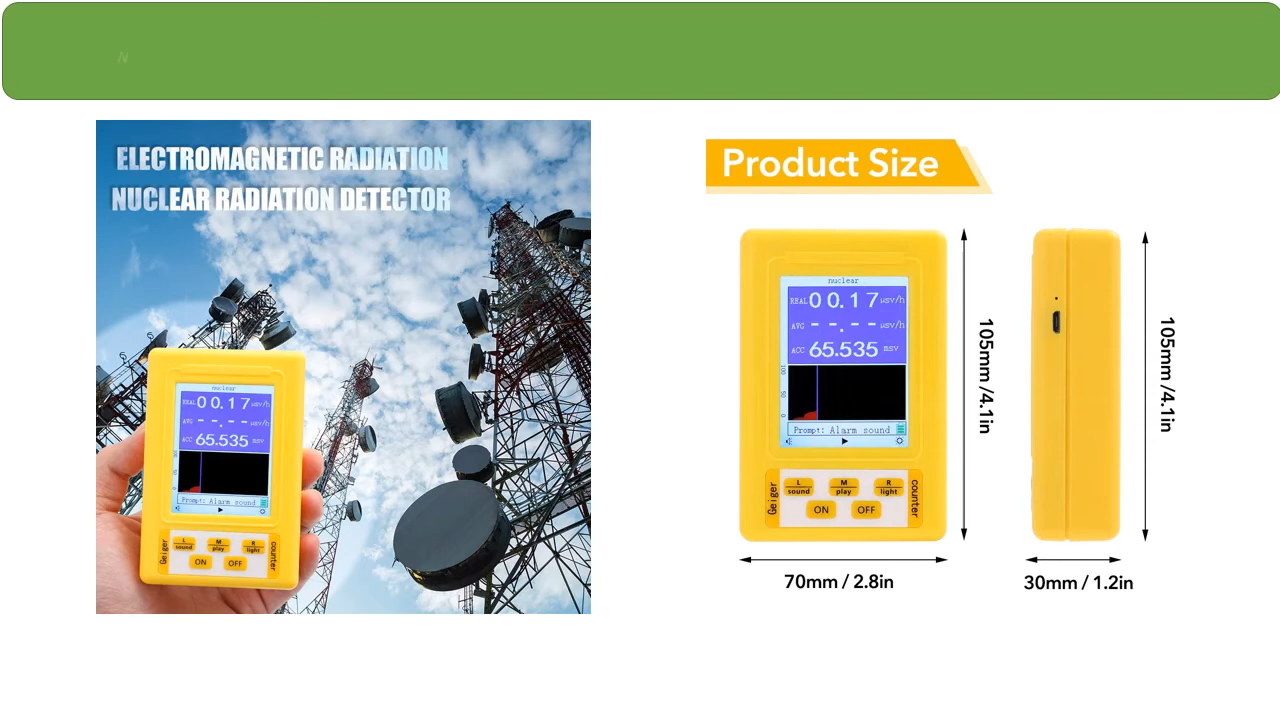 N
ELECTROMAGNETIC RADIATION
NUCLEAR RADIATION DETECTOR
nuclear
REAL 00.17 μsv/h
AVG --.-- μsv/h
ACC 65.535 msv
Prompt: Alarm sound
Geiger
L sound
M play
R light
counter
ON OFF
Product Size
nuclear
REAL 00.17 μsv/h
AVG --.-- μsv/h
ACC 65.535 msv
100
50
0
Prompt: Alarm sound
Geiger
L sound
M play
R light
counter
ON OFF
105mm /4.1in
105mm /4.1in
70mm / 2.8in
30mm / 1.2in